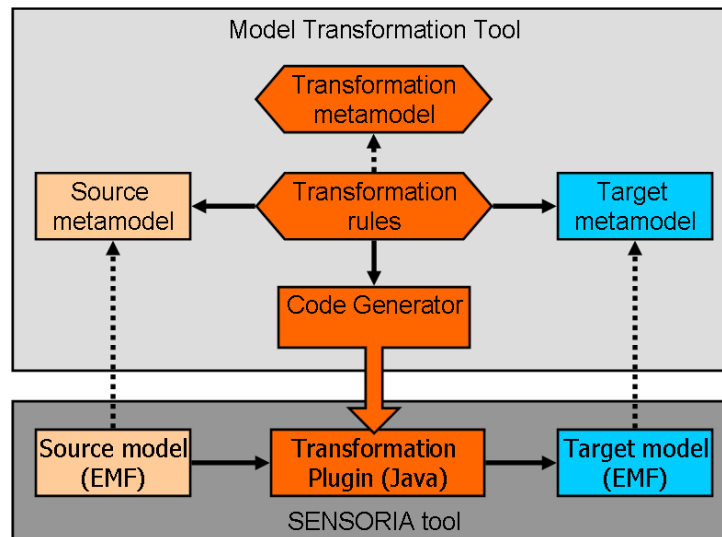 Model Transformation Tool
Transformation
metamodel
Source
metamodel
Transformation
rules
Target
metamodel
Code Generator
Source model
(EMF)
Transformation
Plugin (Java)
Target model
(EMF)
SENSORIA tool